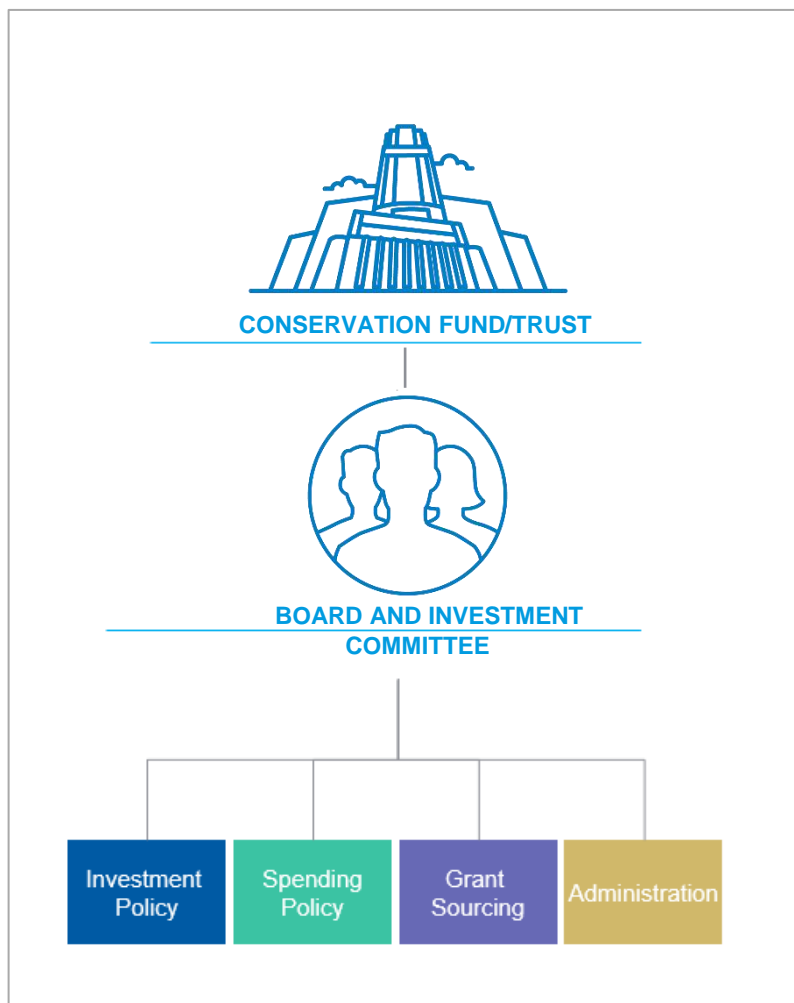 CONSERVATION FUND/TRUST
BOARD AND INVESTMENT
COMMITTEE
Investment
Policy
Spending
Policy
Grant
Sourcing
Administration